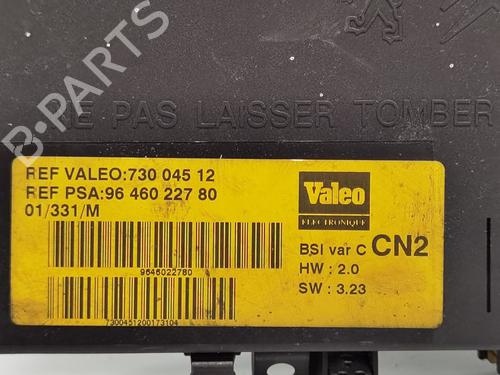 NE PAS LAISSER TOMBER
B-PARTS
REF VALEO:730 045 12
REF PSA:96 460 227 80
01/331/M
9646022780
7300451200173104
Valeo
ELECTRONIQUE
BSI var C CN2
HW : 2.0
SW : 3.23